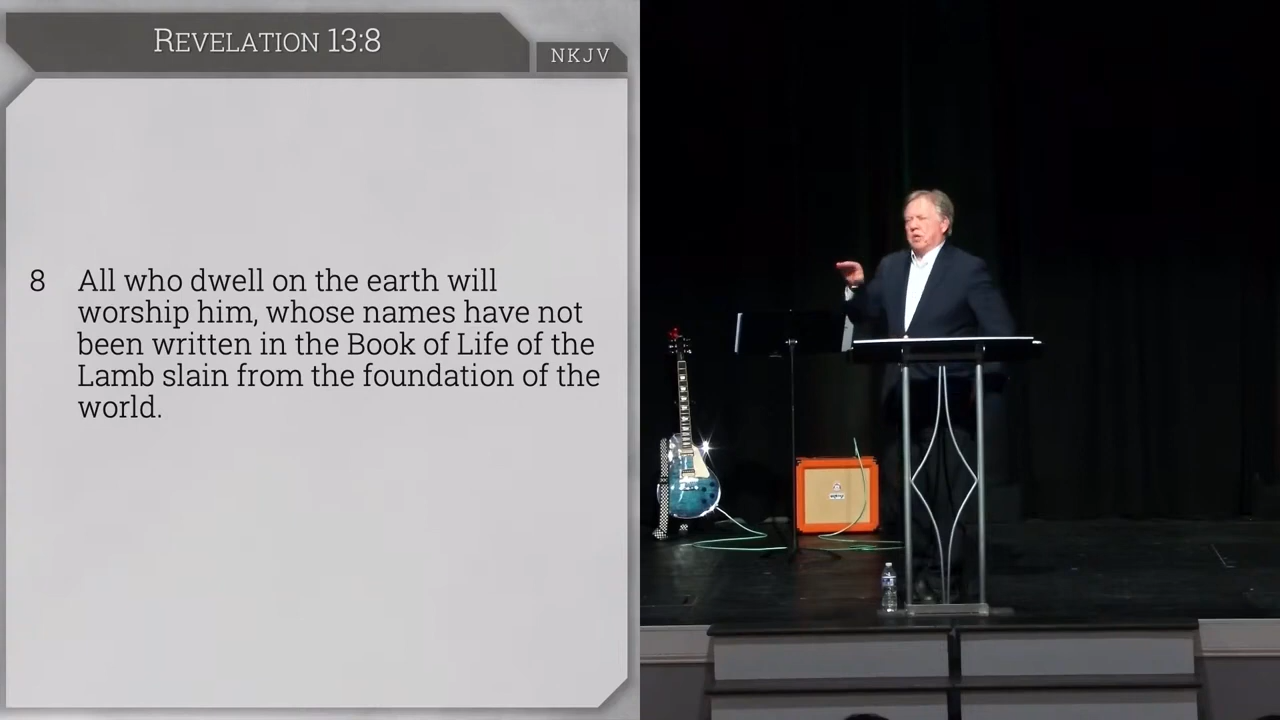 REVELATION 13:8
NKJV
8 All who dwell on the earth will
worship him, whose names have not
been written in the Book of Life of the
Lamb slain from the foundation of the
world.